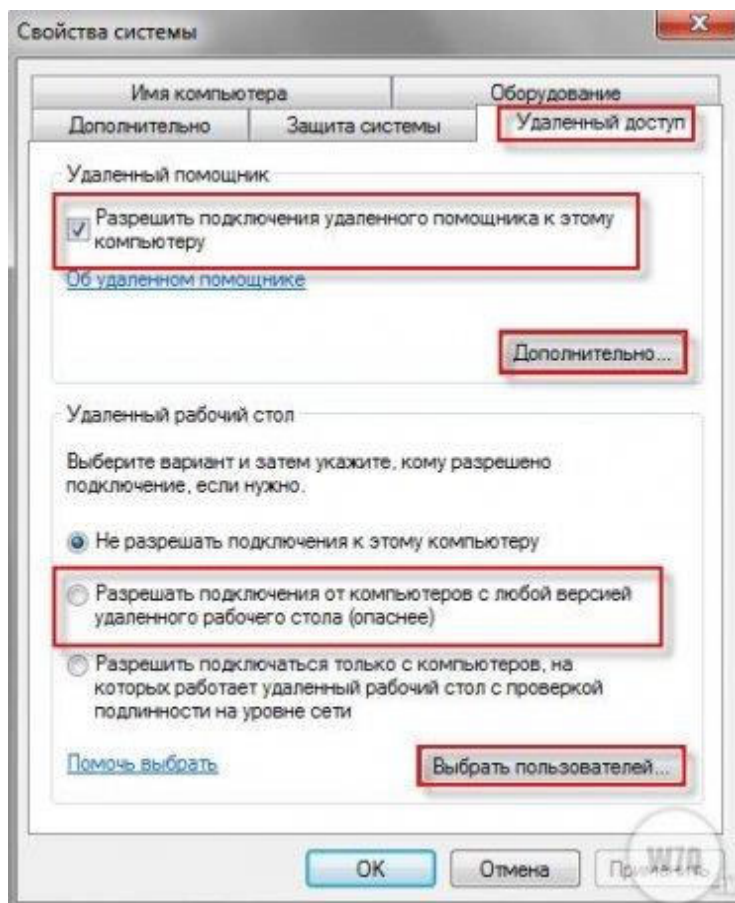 Свойства системы
Имя компьютера
Оборудование
Дополнительно
Защита системы
Удаленный доступ
Удаленный помощник
Разрешить подключения удаленного помощника к этому
компьютеру
Об удаленном помощнике
Дополнительно...
Удаленный рабочий стол
Выберите вариант и затем укажите, кому разрешено
подключение, если нужно.
Не разрешать подключения к этому компьютеру
Разрешать подключения от компьютеров с любой версией
удаленного рабочего стола (опаснее)
Разрешить подключаться только с компьютеров, на
которых работает удаленный рабочий стол с проверкой
подлинности на уровне сети
Помочь выбрать
Выбрать пользователей...
OK
Отмена